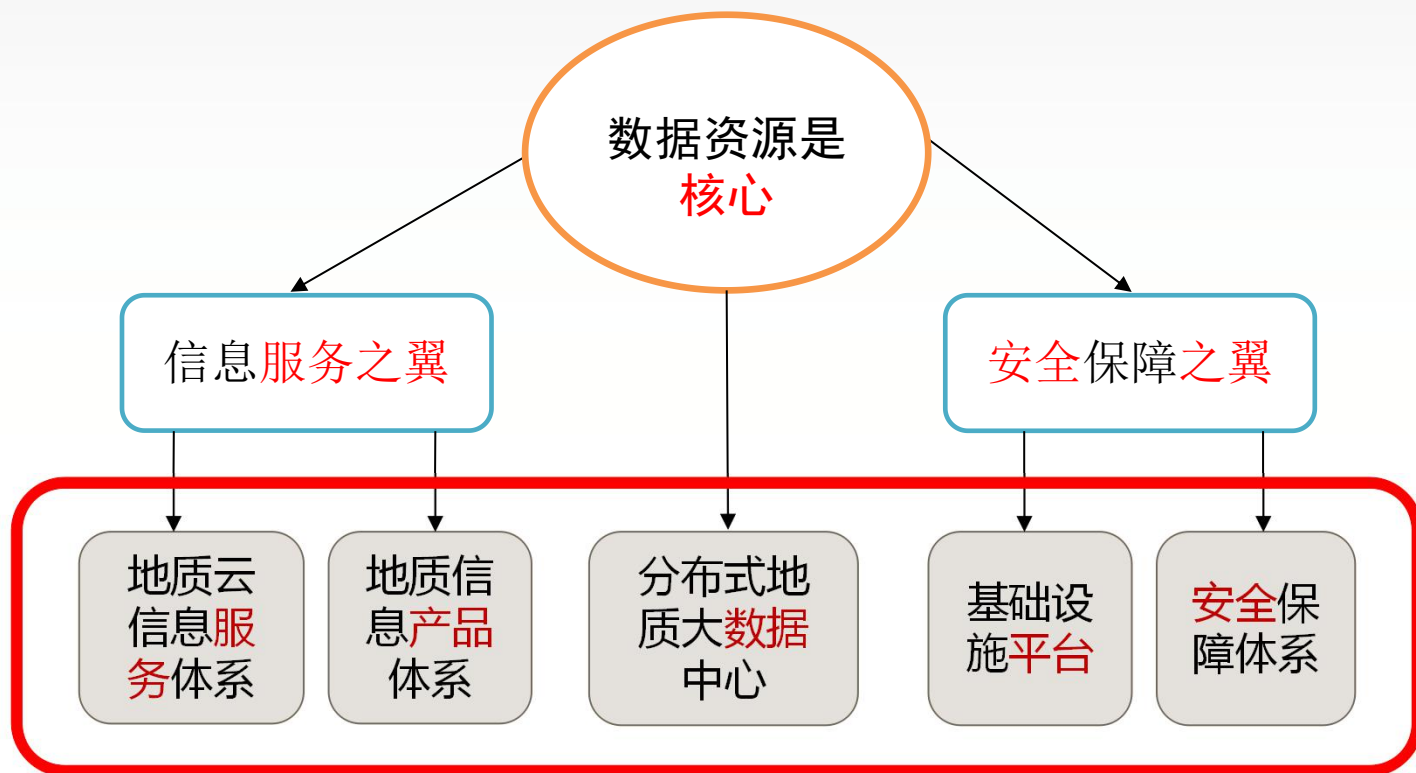 数据资源是
核心
信息服务之翼
安全保障之翼
地质云
信息服
务体系
地质信
息产品
体系
分布式地
质大数据
中心
基础设
施平台
安全保
障体系